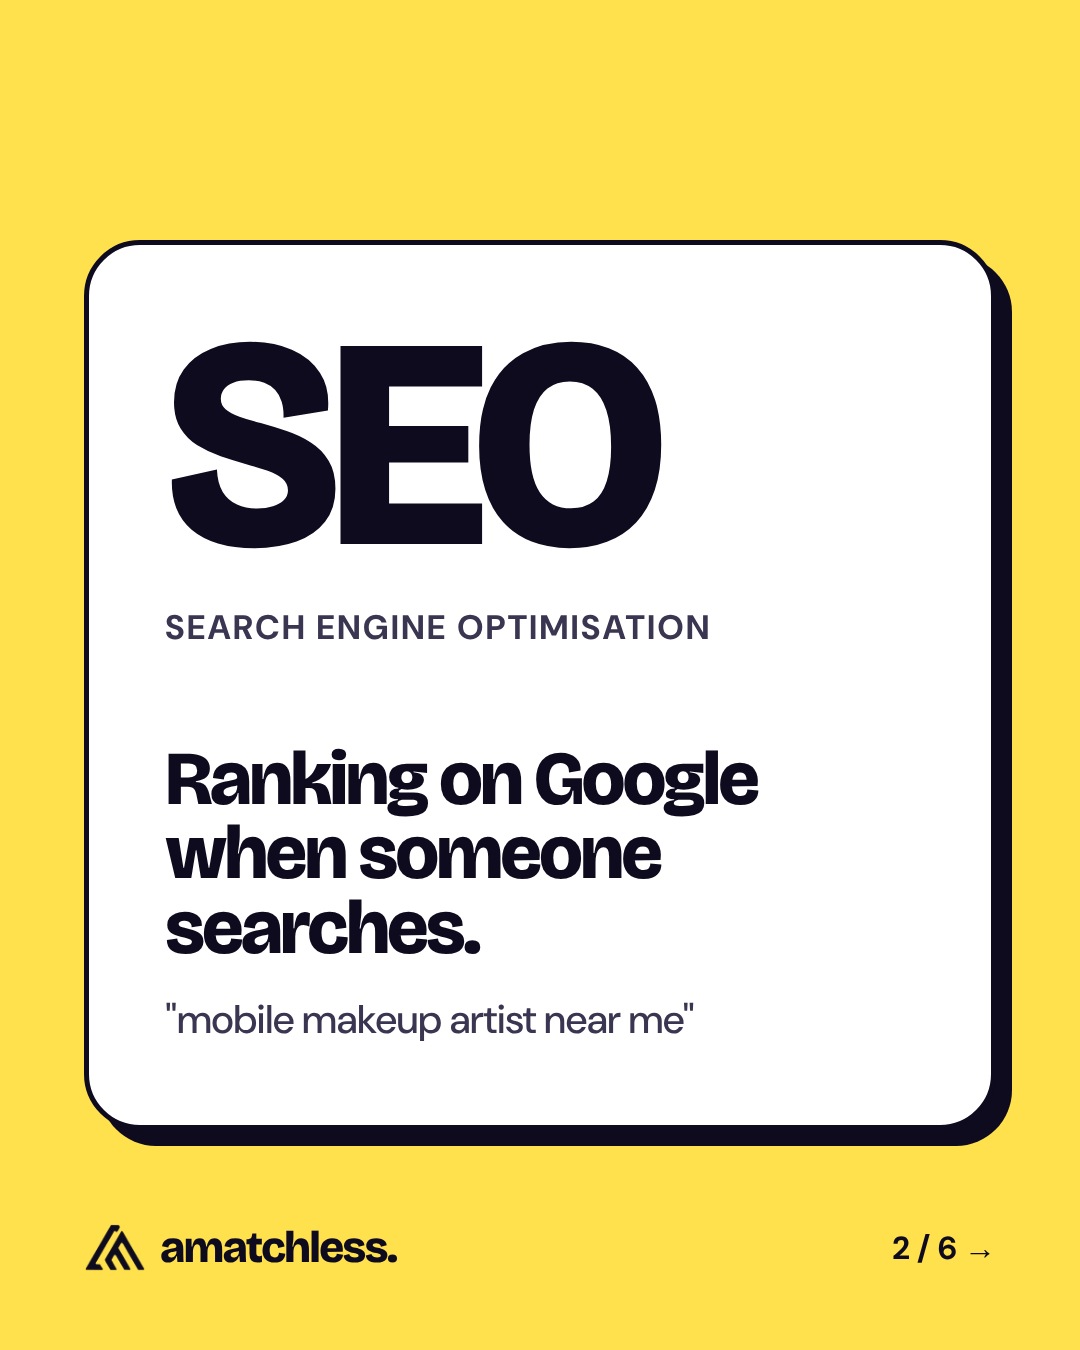 SEO
SEARCH ENGINE OPTIMISATION
Ranking on Google
when someone
searches.
"mobile makeup artist near me"
amatchless.
2 / 6 →